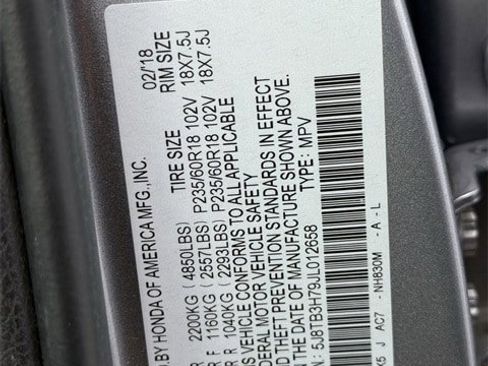 D.BY HONDA OF AMERICA MFG.,INC. 02/'18
TIRE SIZE RIM SIZE
R 2200KG (4850LBS)
R F 1160KG (2557LBS) P235/60R18 102V 18X7.5J
R R 1040KG (2293LBS) P235/60R18 102V 18X7.5J
S VEHICLE CONFORMS TO ALL APPLICABLE
DERAL MOTOR VEHICLE SAFETY
D THEFT PREVENTION STANDARDS IN EFFECT
E DATE OF MANUFACTURE SHOWN ABOVE.
N: 5J8TB3H79JL012658 TYPE: MPV
X5 J AC7 -NH830M -A -L